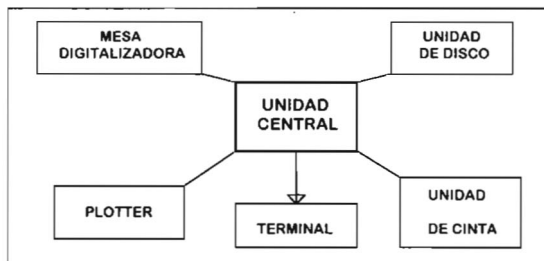 MESA
DIGITALIZADORA
UNIDAD
DE DISCO
UNIDAD
CENTRAL
PLOTTER
TERMINAL
UNIDAD
DE CINTA